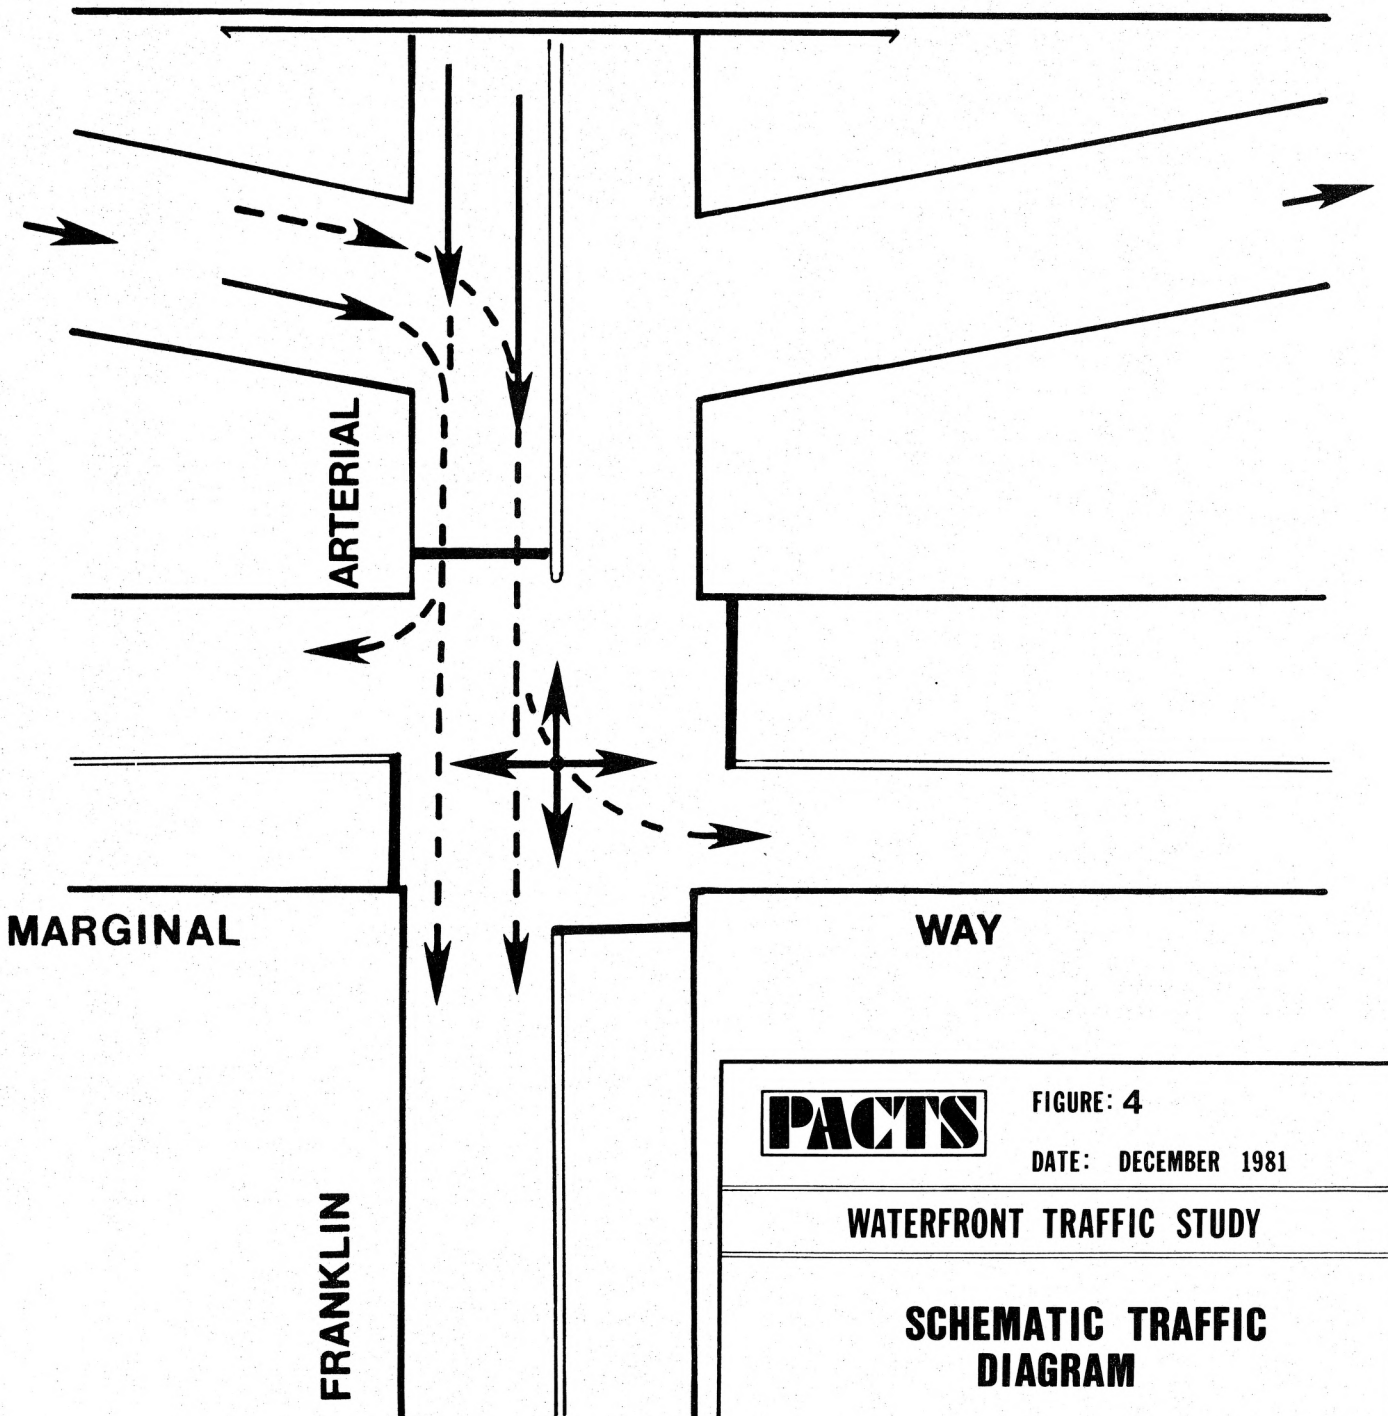 ARTERIAL
MARGINAL
WAY
FRANKLIN
PACTS
FIGURE: 4
DATE: DECEMBER 1981
WATERFRONT TRAFFIC STUDY
SCHEMATIC TRAFFIC
DIAGRAM